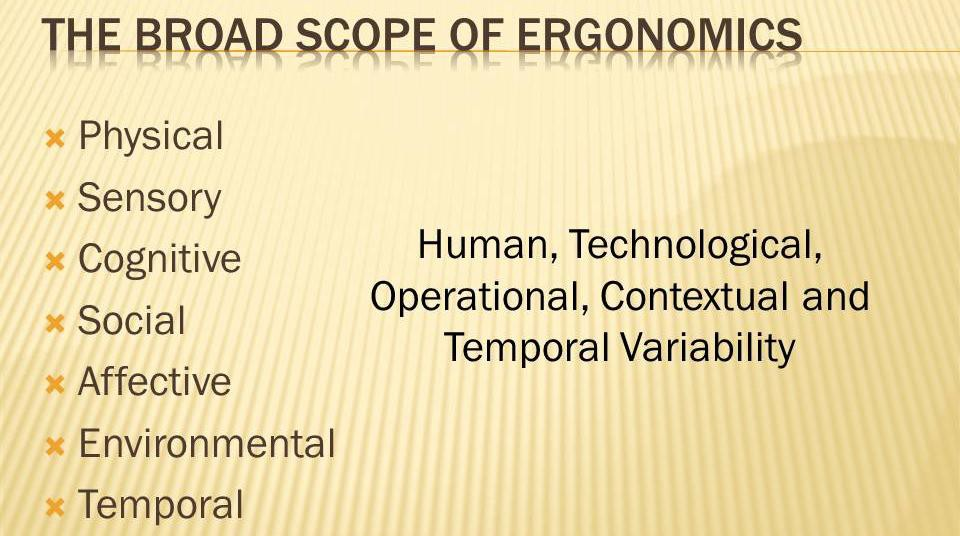 THE BROAD SCOPE OF ERGONOMICS
Physical
Sensory
Cognitive
Social
Affective
Environmental
Temporal
Human, Technological,
Operational, Contextual and
Temporal Variability